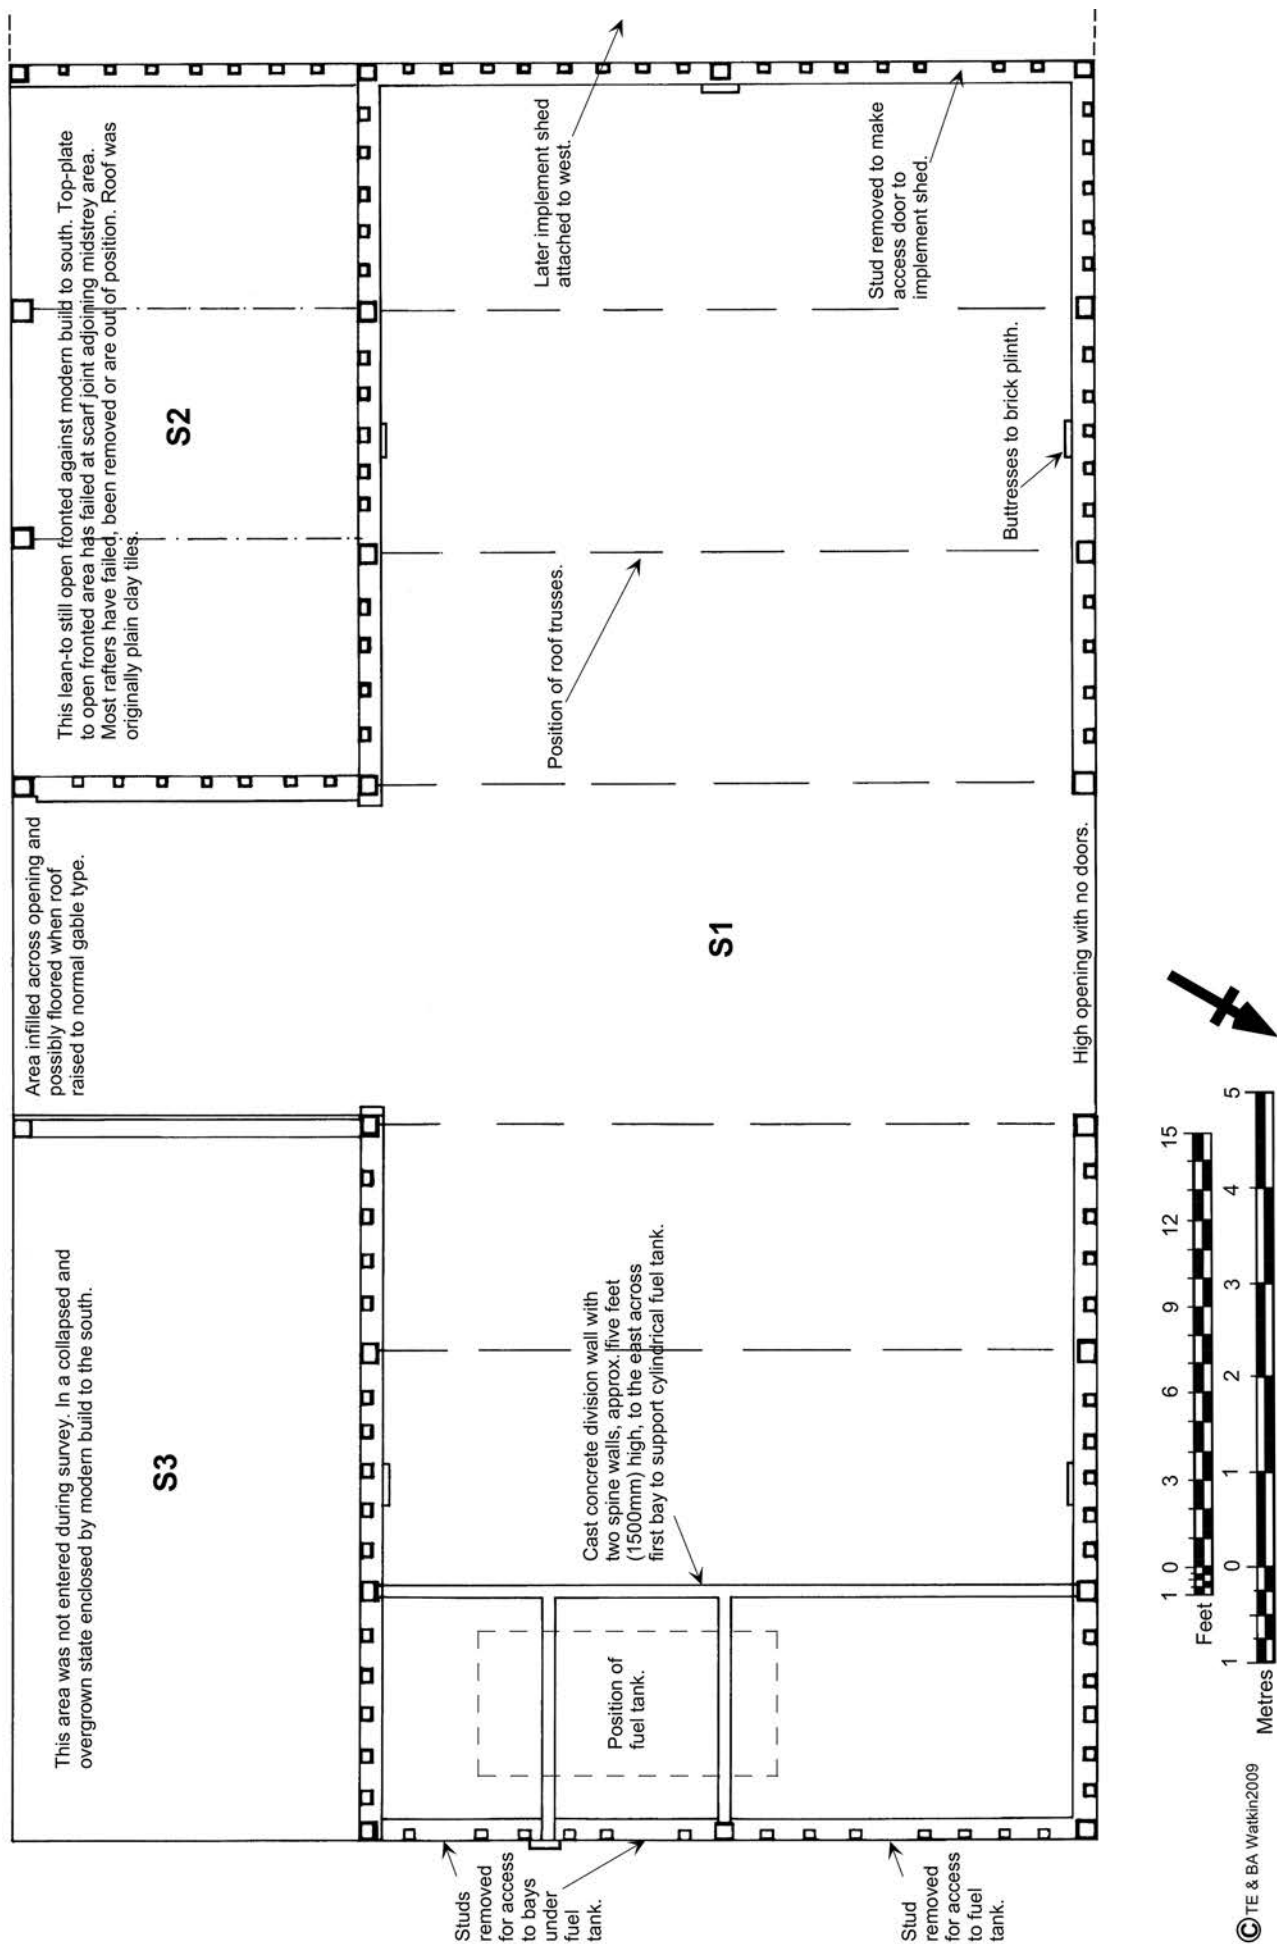 This area was not entered during survey. In a collapsed and
overgrown state enclosed by modern build to the south.
S3
Area infilled across opening and
possibly floored when roof
raised to normal gable type.
This lean-to still open fronted against modern build to south. Top-plate
to open fronted area has failed at scarf joint adjoining midstrey area.
Most rafters have failed, been removed or are out of position. Roof was
originally plain clay tiles.
S2
Studs
removed
for access
to bays
under
fuel
tank.
Position of
fuel tank.
Cast concrete division wall with
two spine walls, approx. five feet
(1500mm) high, to the east across
first bay to support cylindrical fuel tank.
S1
Position of roof trusses.
Later implement shed
attached to west.
Stud
removed
for access
to fuel
tank.
High opening with no doors.
Buttresses to brick plinth.
Stud removed to make
access door to
implement shed.
1 0 3 6 9 12 15
Feet
1 0 1 2 3 4 5
Metres
© TE & BA Watkin2009